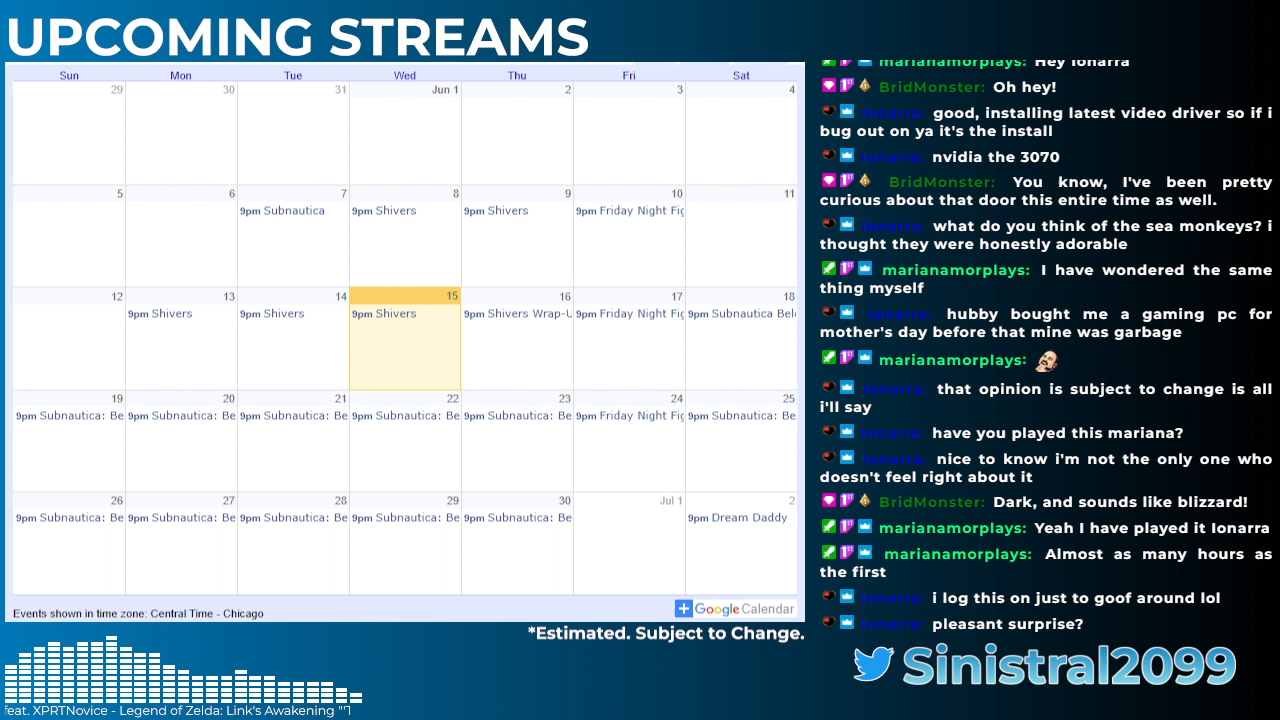 UPCOMING STREAMS
Sun Mon Tue Wed Thu Fri Sat
29 30 31 Jun 1 2 3 4
5 6 7 8 9 10 11
9pm Subnautica 9pm Shivers 9pm Shivers 9pm Friday Night Fig
12 13 14 15 16 17 18
9pm Shivers 9pm Shivers 9pm Shivers 9pm Shivers Wrap-U 9pm Friday Night Fig 9pm Subnautica Belo
19 20 21 22 23 24 25
9pm Subnautica: Be 9pm Subnautica: Be 9pm Subnautica: Be 9pm Subnautica: Be 9pm Subnautica: Be 9pm Friday Night Fig 9pm Subnautica: Be
26 27 28 29 30 Jul 1 2
9pm Subnautica: Be 9pm Subnautica: Be 9pm Subnautica: Be 9pm Subnautica: Be 9pm Subnautica: Be 9pm Dream Daddy
Events shown in time zone: Central Time - Chicago
Google Calendar
*Estimated. Subject to Change.
feat. XPRTNovice - Legend of Zelda: Link's Awakening "'T
marianamorplays: Hey Ionarra
BridMonster: Oh hey!
Ionarra: good, installing latest video driver so if i
bug out on ya it's the install
Ionarra: nvidia the 3070
BridMonster: You know, I've been pretty
curious about that door this entire time as well.
Ionarra: what do you think of the sea monkeys? i
thought they were honestly adorable
marianamorplays: I have wondered the same
thing myself
Ionarra: hubby bought me a gaming pc for
mother's day before that mine was garbage
marianamorplays:
Ionarra: that opinion is subject to change is all
i'll say
Ionarra: have you played this mariana?
Ionarra: nice to know i'm not the only one who
doesn't feel right about it
BridMonster: Dark, and sounds like blizzard!
marianamorplays: Yeah I have played it Ionarra
marianamorplays: Almost as many hours as
the first
Ionarra: i log this on just to goof around lol
Ionarra: pleasant surprise?
Sinistral2099